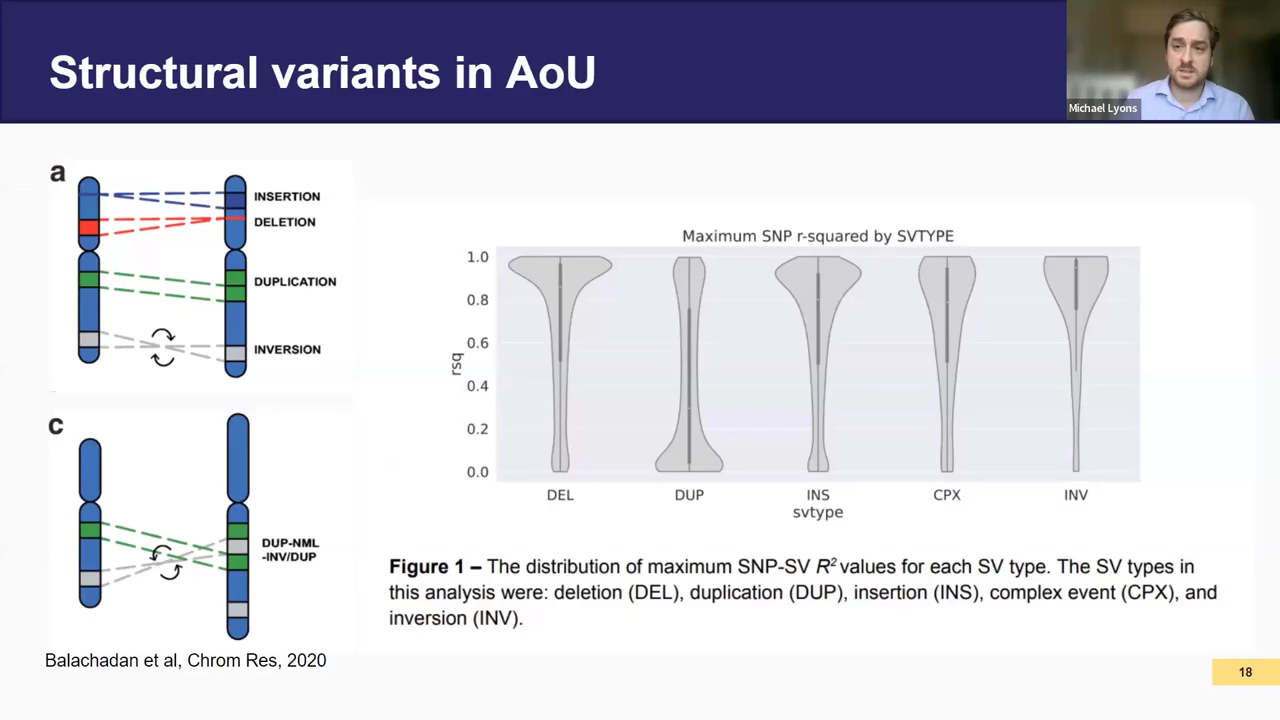 Structural variants in AoU
Michael Lyons
a
INSERTION
DELETION
DUPLICATION
INVERSION
c
DUP-NML
-INV/DUP
Balachadan et al, Chrom Res, 2020
Maximum SNP r-squared by SVTYPE
1.0
0.8
0.6
0.4
0.2
0.0
rsq
DEL DUP INS CPX INV
svtype
Figure 1 – The distribution of maximum SNP-SV R² values for each SV type. The SV types in
this analysis were: deletion (DEL), duplication (DUP), insertion (INS), complex event (CPX), and
inversion (INV).
18